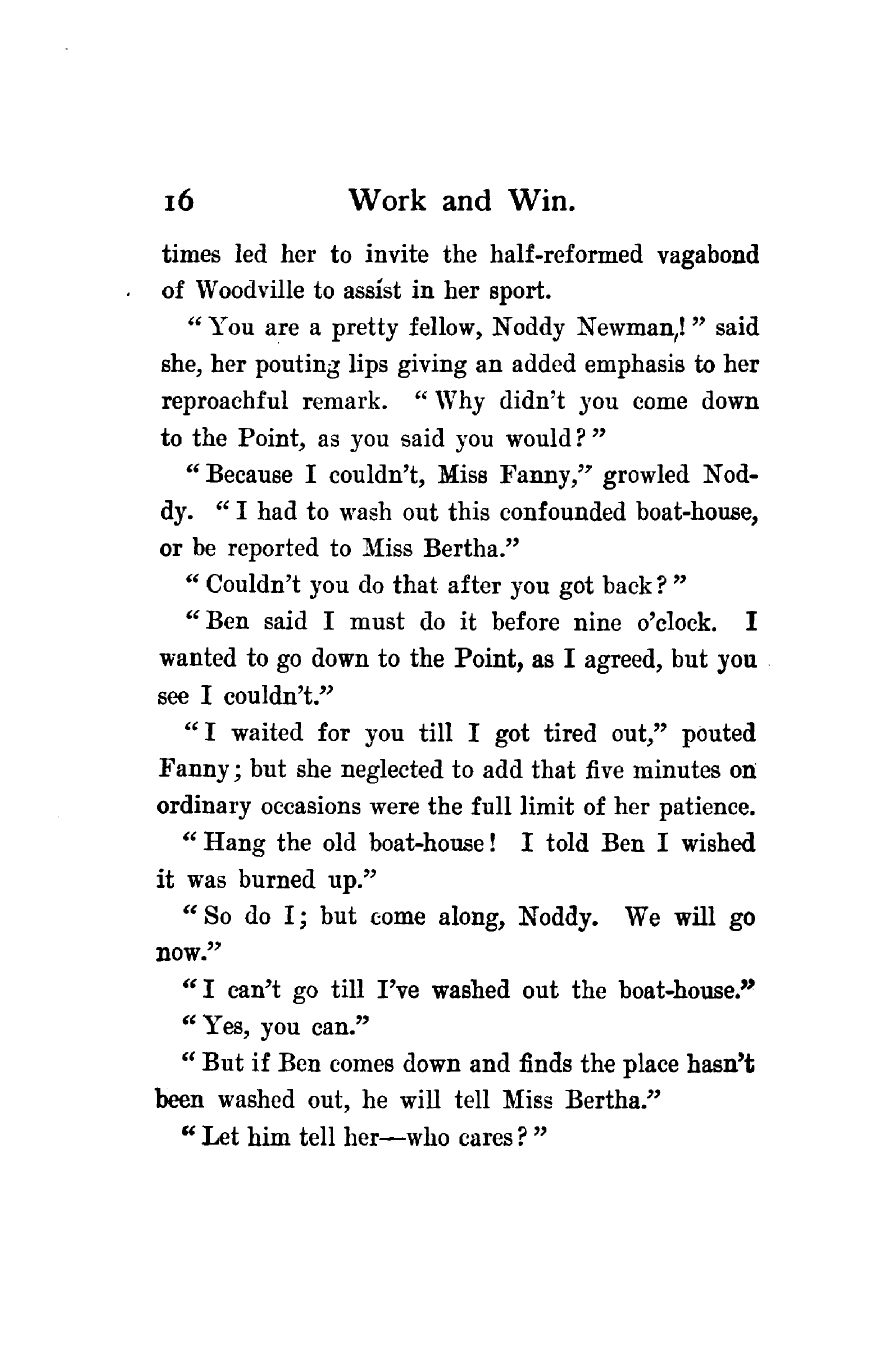 16 Work and Win.
times led her to invite the half-reformed vagabond
of Woodville to assist in her sport.
“ You are a pretty fellow, Noddy Newman,! ” said
she, her pouting lips giving an added emphasis to her
reproachful remark. “ Why didn’t you come down
to the Point, as you said you would? ”
“ Because I couldn’t, Miss Fanny,” growled Nod-
dy. “ I had to wash out this confounded boat-house,
or be reported to Miss Bertha.”
“ Couldn’t you do that after you got back? ”
“ Ben said I must do it before nine o’clock. I
wanted to go down to the Point, as I agreed, but you
see I couldn’t.”
“ I waited for you till I got tired out,” pouted
Fanny; but she neglected to add that five minutes on
ordinary occasions were the full limit of her patience.
“ Hang the old boat-house! I told Ben I wished
it was burned up.”
“ So do I; but come along, Noddy. We will go
now.”
“ I can’t go till I’ve washed out the boat-house.”
“ Yes, you can.”
“ But if Ben comes down and finds the place hasn’t
been washed out, he will tell Miss Bertha.”
“ Let him tell her—who cares? ”